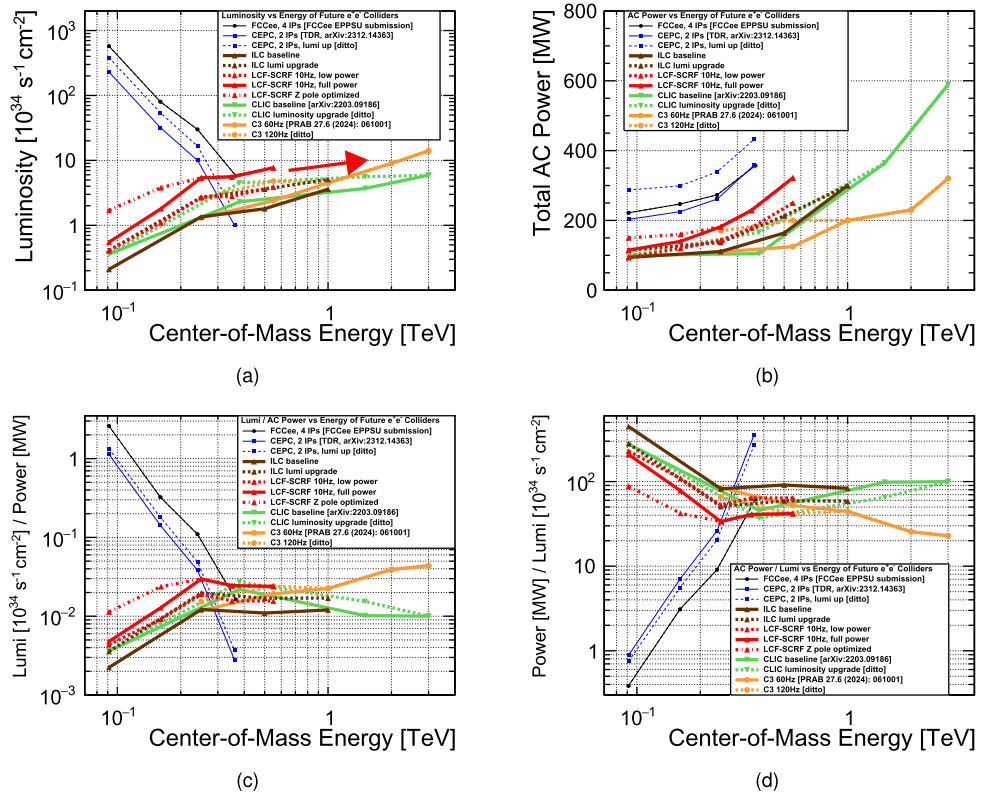 Luminosity vs Energy of Future e⁺e⁻ Colliders
FCCee, 4 IPs [FCCee EPPSU submission]
CEPC, 2 IPs [TDR, arXiv:2312.14363]
CEPC, 2 IPs, lumi up [ditto]
ILC baseline
ILC lumi upgrade
LCF-SCRF 10Hz, low power
LCF-SCRF 10Hz, full power
LCF-SCRF Z pole optimized
CLIC baseline [arXiv:2203.09186]
CLIC luminosity upgrade [ditto]
C3 60Hz [PRAB 27.6 (2024): 061001]
C3 120Hz [ditto]
Luminosity [10³⁴ s⁻¹ cm⁻²]
10³
10²
10
1
10⁻¹
10⁻¹ 1
Center-of-Mass Energy [TeV]
(a)
AC Power vs Energy of Future e⁺e⁻ Colliders
FCCee, 4 IPs [FCCee EPPSU submission]
CEPC, 2 IPs [TDR, arXiv:2312.14363]
CEPC, 2 IPs, lumi up [ditto]
ILC baseline
ILC lumi upgrade
LCF-SCRF 10Hz, low power
LCF-SCRF 10Hz, full power
CLIC baseline [arXiv:2203.09186]
CLIC luminosity upgrade [ditto]
C3 60Hz [PRAB 27.6 (2024): 061001]
C3 120Hz [ditto]
Total AC Power [MW]
800
600
400
200
0
10⁻¹ 1
Center-of-Mass Energy [TeV]
(b)
Lumi / AC Power vs Energy of Future e⁺e⁻ Colliders
FCCee, 4 IPs [FCCee EPPSU submission]
CEPC, 2 IPs [TDR, arXiv:2312.14363]
CEPC, 2 IPs, lumi up [ditto]
ILC baseline
ILC lumi upgrade
LCF-SCRF 10Hz, low power
LCF-SCRF 10Hz, full power
LCF-SCRF Z pole optimized
CLIC baseline [arXiv:2203.09186]
CLIC luminosity upgrade [ditto]
C3 60Hz [PRAB 27.6 (2024): 061001]
C3 120Hz [ditto]
Lumi [10³⁴ s⁻¹ cm⁻²] / Power [MW]
1
10⁻¹
10⁻²
10⁻³
10⁻¹ 1
Center-of-Mass Energy [TeV]
(c)
AC Power / Lumi vs Energy of Future e⁺e⁻ Colliders
FCCee, 4 IPs [FCCee EPPSU submission]
CEPC, 2 IPs [TDR, arXiv:2312.14363]
CEPC, 2 IPs, lumi up [ditto]
ILC baseline
ILC lumi upgrade
LCF-SCRF 10Hz, low power
LCF-SCRF 10Hz, full power
LCF-SCRF Z pole optimized
CLIC baseline [arXiv:2203.09186]
CLIC luminosity upgrade [ditto]
C3 60Hz [PRAB 27.6 (2024): 061001]
C3 120Hz [ditto]
Power [MW] / Lumi [10³⁴ s⁻¹ cm⁻²]
10²
10
1
10⁻¹ 1
Center-of-Mass Energy [TeV]
(d)